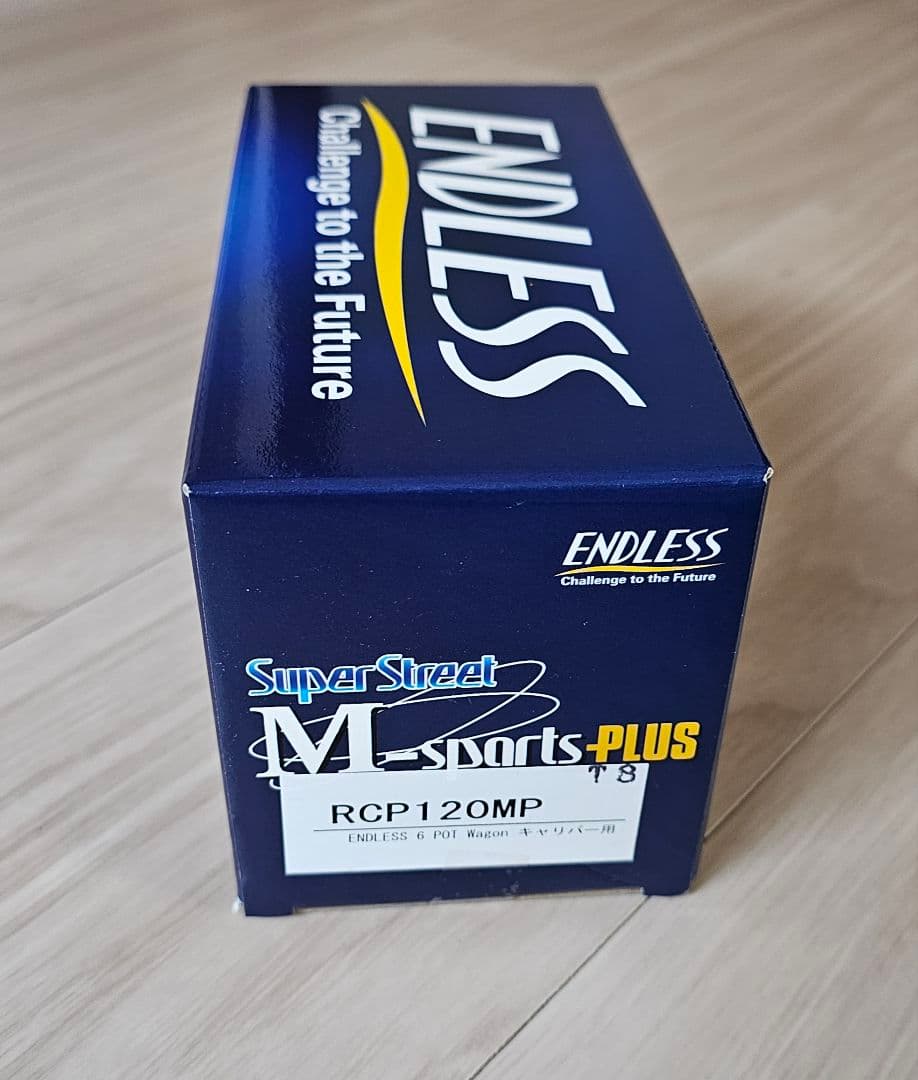 ENDLESS
Challenge to the Future
ENDLESS
Challenge to the Future
Super Street
M-sports PLUS
T 8
RCP120MP
ENDLESS 6 POT Wagon キャリパー用